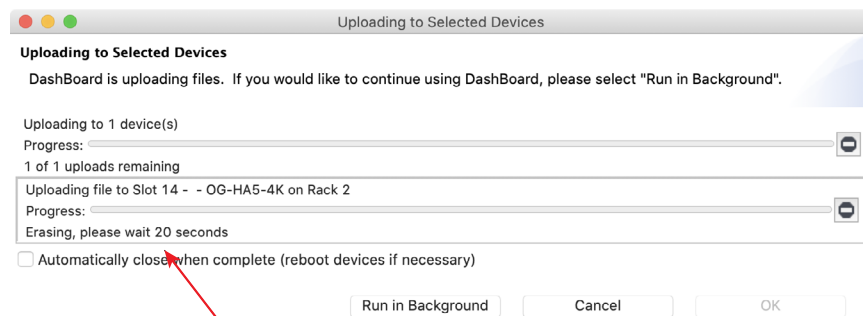 Uploading to Selected Devices
Uploading to Selected Devices
DashBoard is uploading files. If you would like to continue using DashBoard, please select "Run in Background".
Uploading to 1 device(s)
Progress:
1 of 1 uploads remaining
Uploading file to Slot 14 - - OG-HA5-4K on Rack 2
Progress:
Erasing, please wait 20 seconds
Automatically close when complete (reboot devices if necessary)
Run in Background Cancel OK